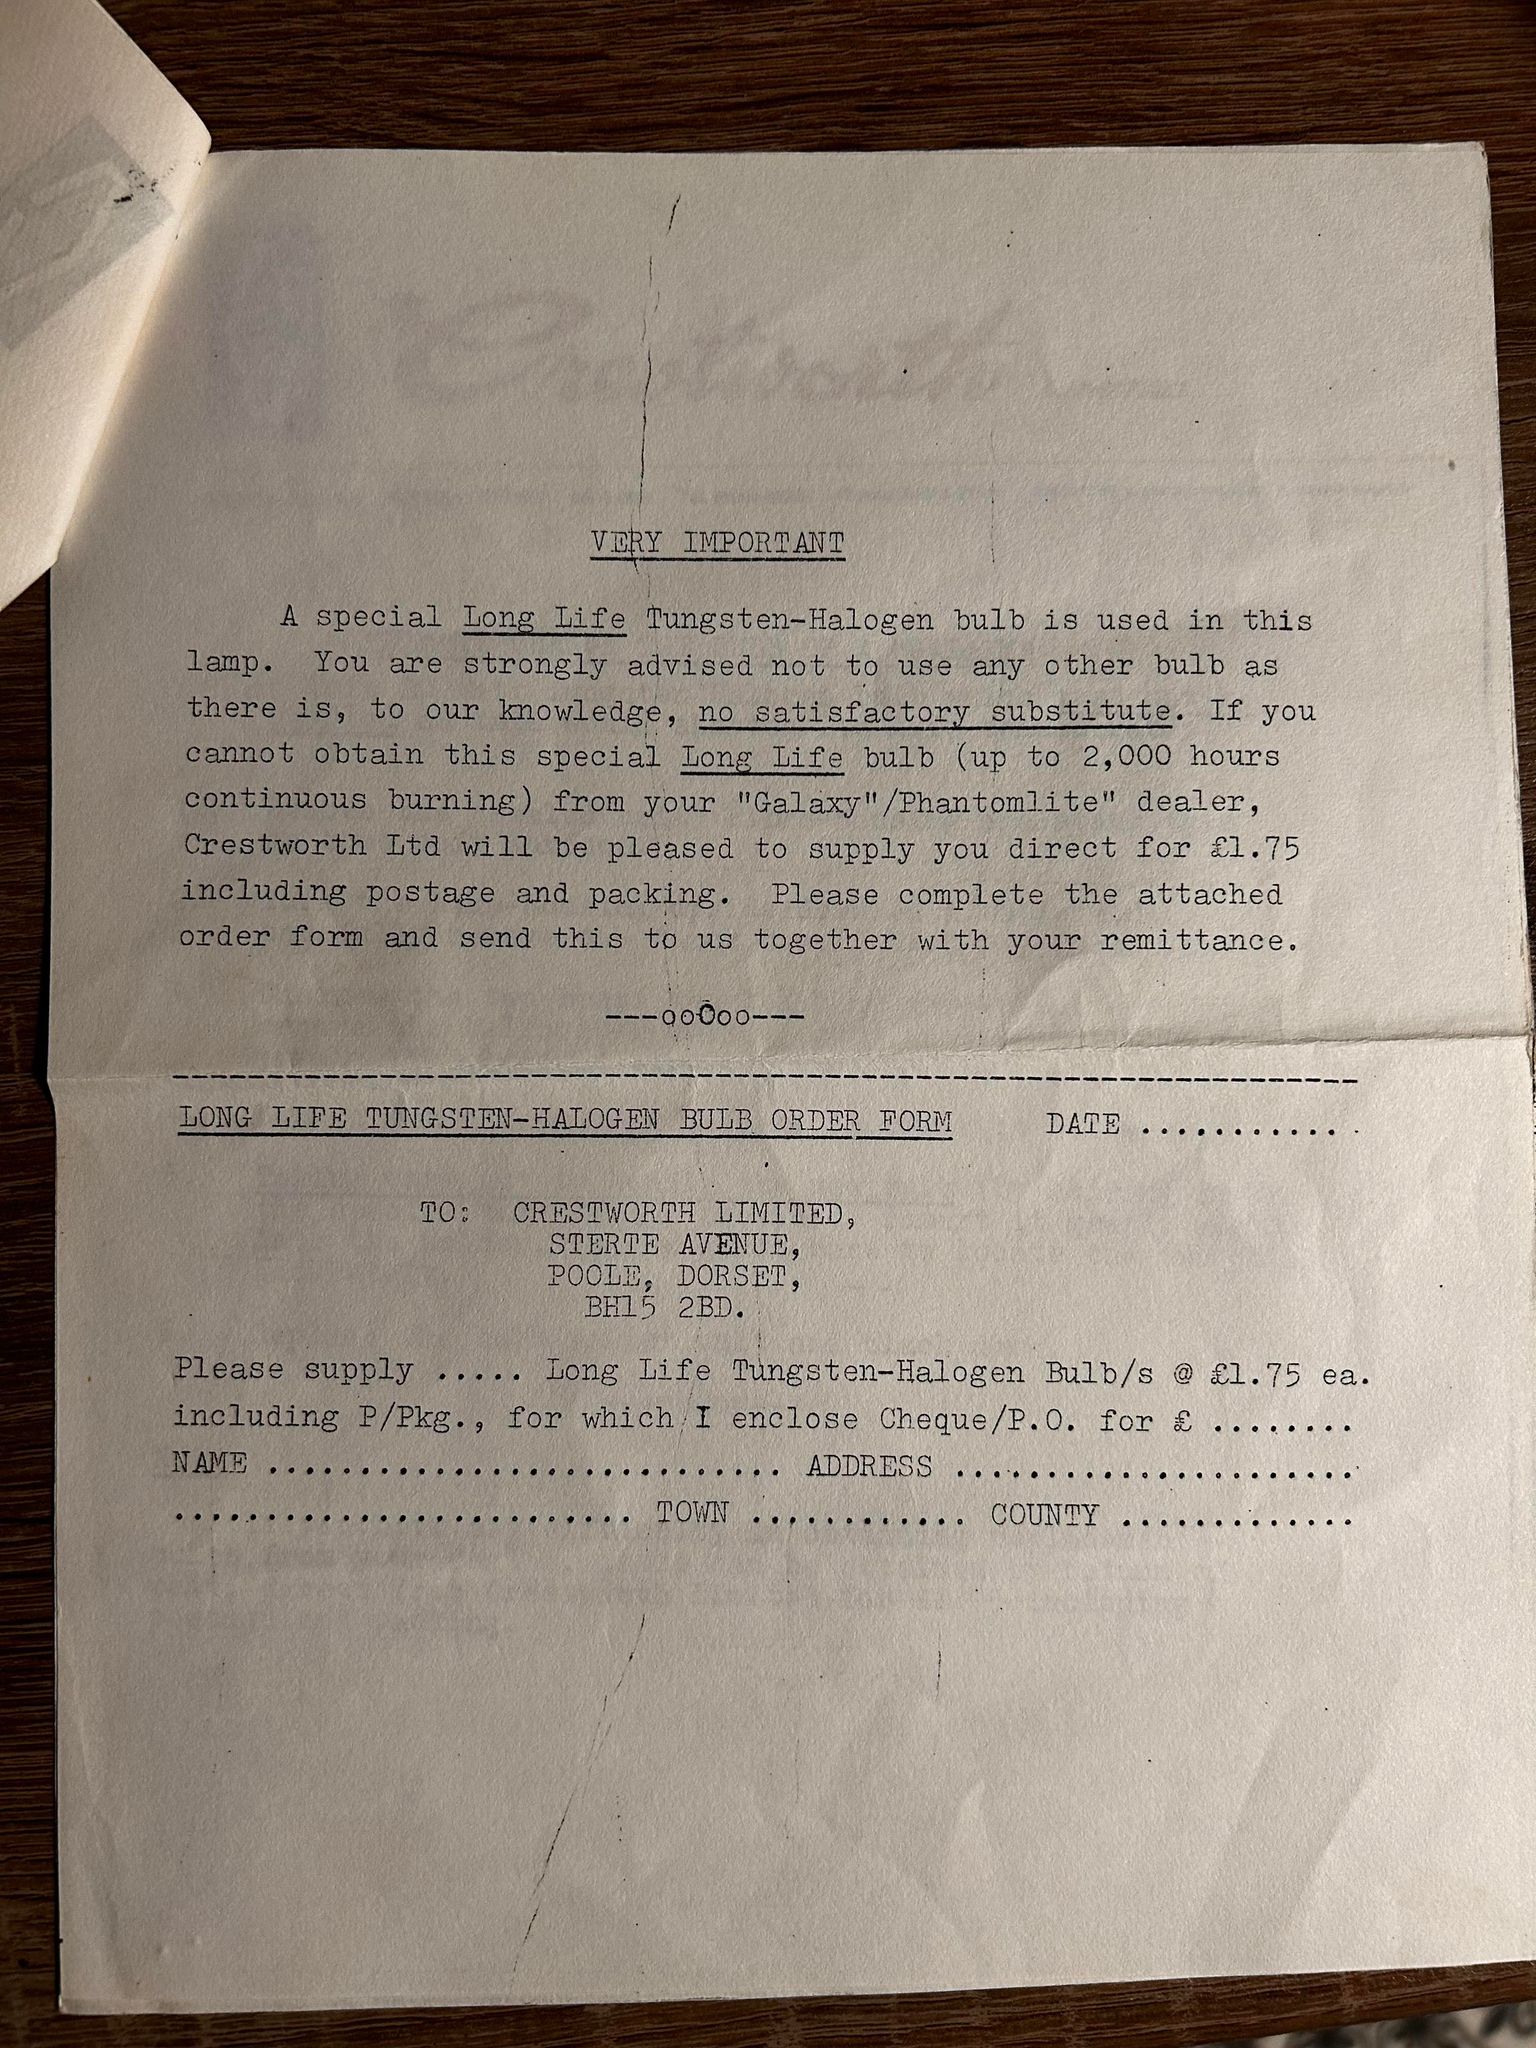 VERY IMPORTANT
A special Long Life Tungsten-Halogen bulb is used in this
lamp. You are strongly advised not to use any other bulb as
there is, to our knowledge, no satisfactory substitute. If you
cannot obtain this special Long Life bulb (up to 2,000 hours
continuous burning) from your "Galaxy"/Phantomlite" dealer,
Crestworth Ltd will be pleased to supply you direct for £1.75
including postage and packing. Please complete the attached
order form and send this to us together with your remittance.
---ooOoo---
LONG LIFE TUNGSTEN-HALOGEN BULB ORDER FORM DATE ............
TO: CRESTWORTH LIMITED,
STERTE AVENUE,
POOLE, DORSET,
BH15 2BD.
Please supply ..... Long Life Tungsten-Halogen Bulb/s @ £1.75 ea.
including P/Pkg., for which I enclose Cheque/P.O. for £ ........
NAME ............................ ADDRESS ......................
......................... TOWN ............ COUNTY .............